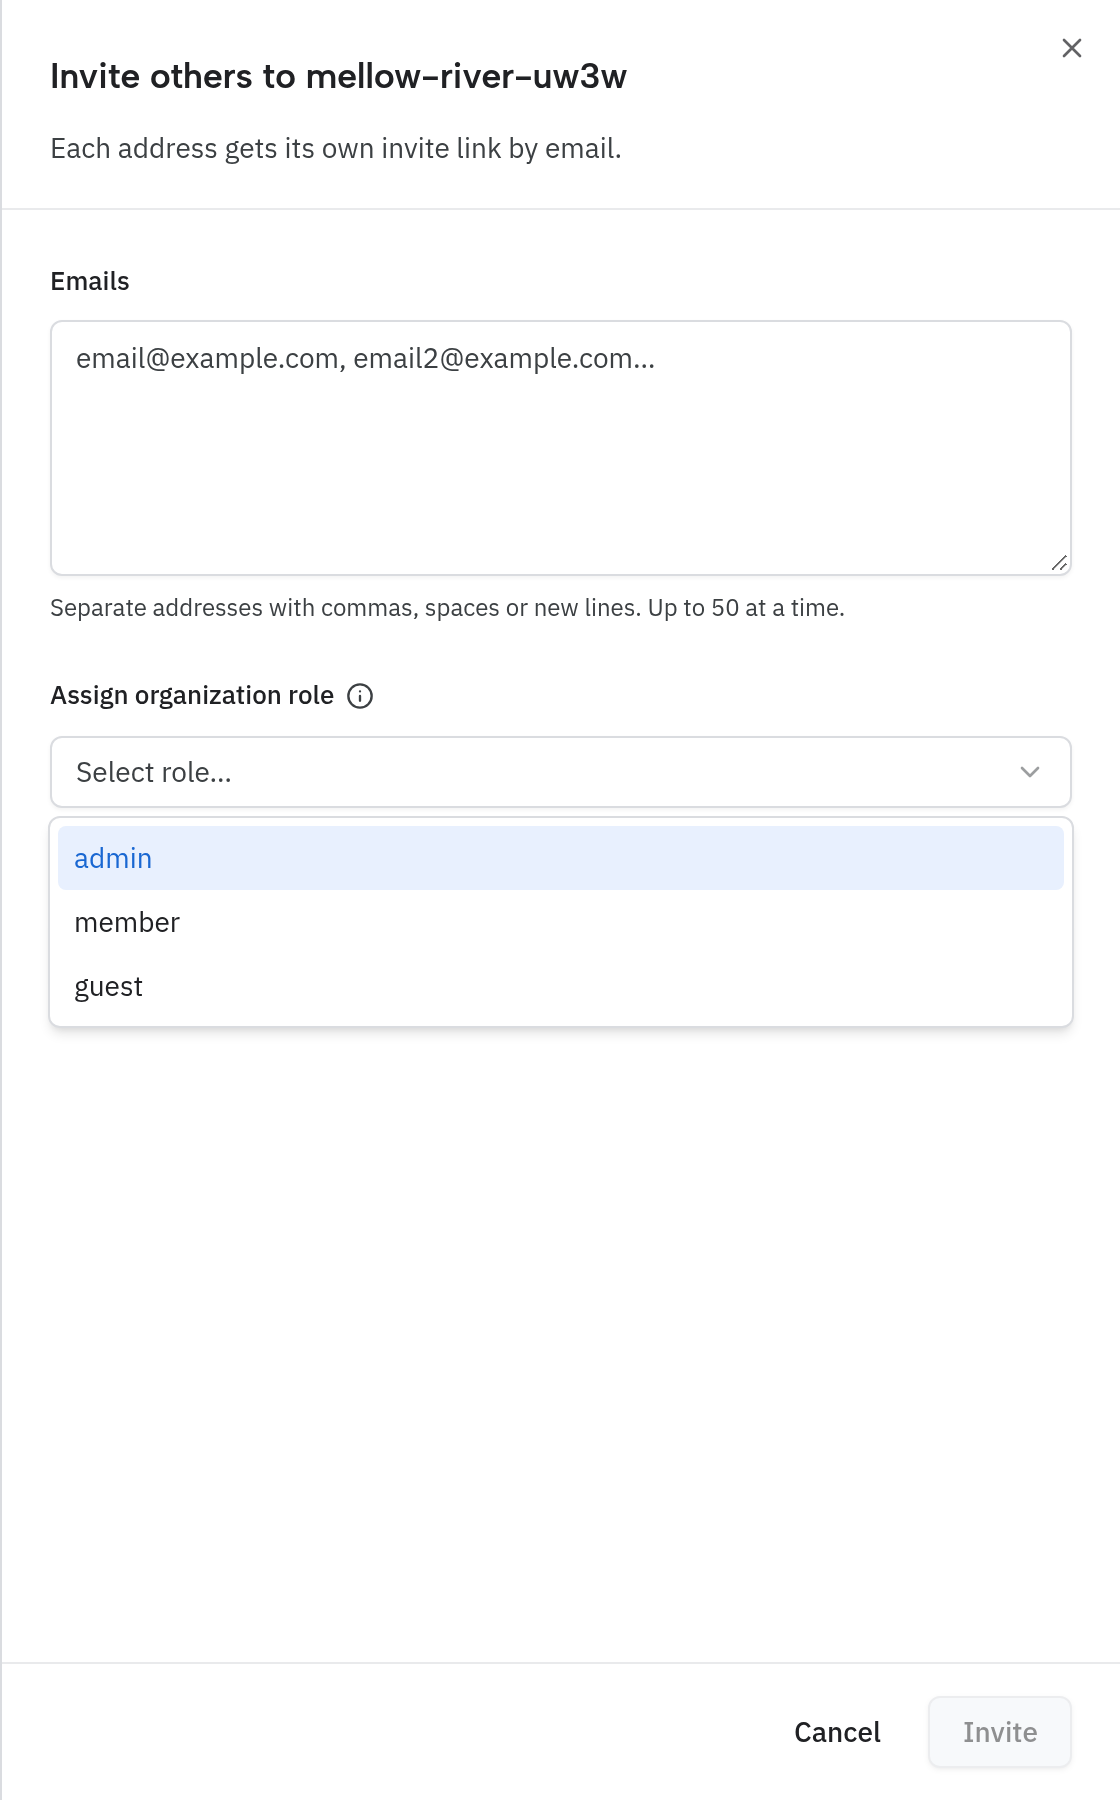 Invite others to mellow-river-uw3w
Each address gets its own invite link by email.
Emails
email@example.com, email2@example.com...
Separate addresses with commas, spaces or new lines. Up to 50 at a time.
Assign organization role
Select role...
admin
member
guest
Cancel
Invite